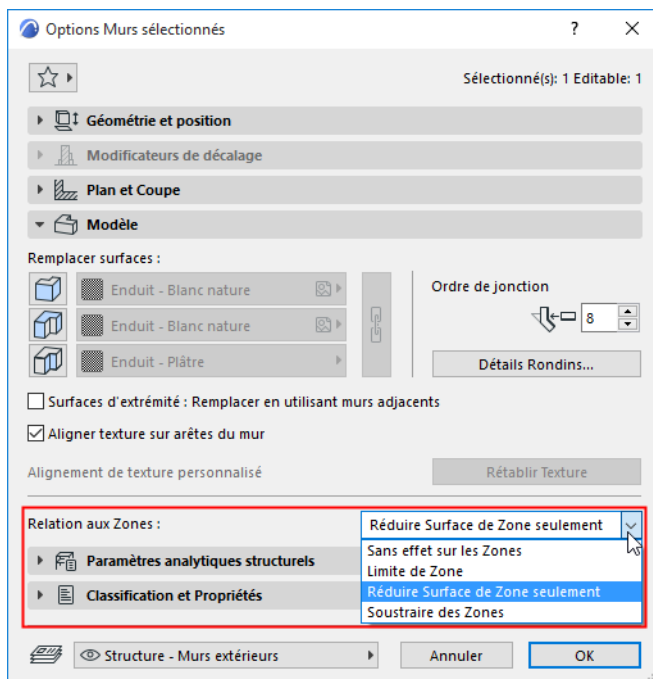 Options Murs sélectionnés
?
Sélectionné(s): 1 Editable: 1
Géométrie et position
Modificateurs de décalage
Plan et Coupe
Modèle
Remplacer surfaces :
Enduit - Blanc nature
Enduit - Blanc nature
Enduit - Plâtre
Ordre de jonction
8
Détails Rondins...
Surfaces d'extrémité : Remplacer en utilisant murs adjacents
Aligner texture sur arêtes du mur
Alignement de texture personnalisé
Rétablir Texture
Relation aux Zones :
Réduire Surface de Zone seulement
Sans effet sur les Zones
Limite de Zone
Réduire Surface de Zone seulement
Soustraire des Zones
Paramètres analytiques structurels
Classification et Propriétés
Structure - Murs extérieurs
Annuler
OK